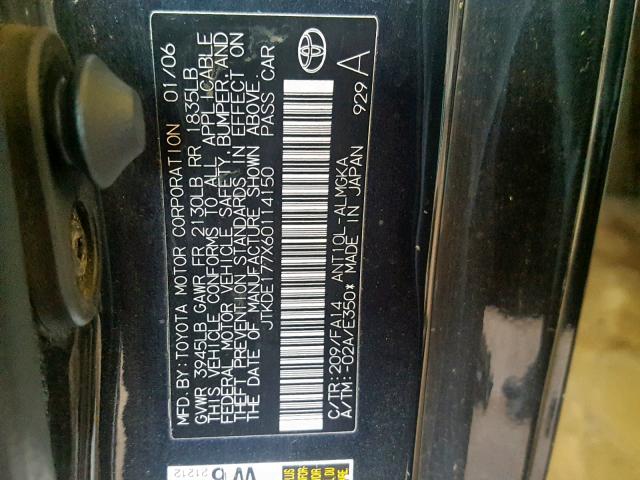 MFD. BY: TOYOTA MOTOR CORPORATION 01/06
GVWR 3945LB GAWR FR 2130LB RR 1835LB
THIS VEHICLE CONFORMS TO ALL APPLICABLE
FEDERAL MOTOR VEHICLE SAFETY, BUMPER, AND
THEFT PREVENTION STANDARDS IN EFFECT ON
THE DATE OF MANUFACTURE SHOWN ABOVE.
JTKDE177X60114150 PASS. CAR
C/TR: 209/FA14 ANT10L-ALMGKA
A/TM: -02A/E350* MADE IN JAPAN 929 A
21212